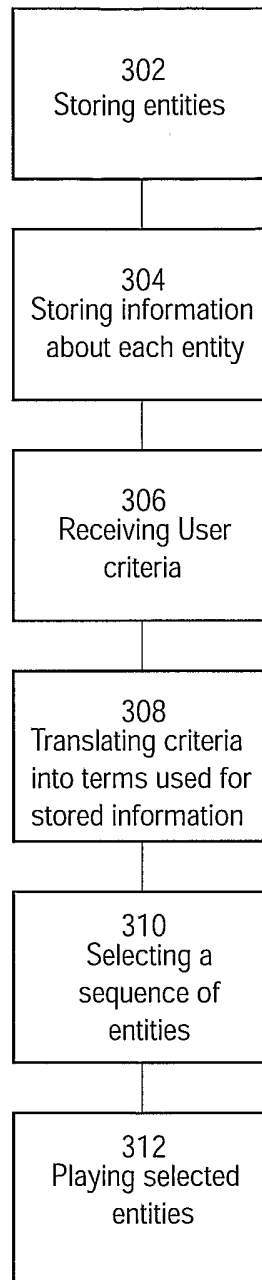 302
Storing entities
304
Storing information
about each entity
306
Receiving User
criteria
308
Translating criteria
into terms used for
stored information
310
Selecting a
sequence of
entities
312
Playing selected
entities